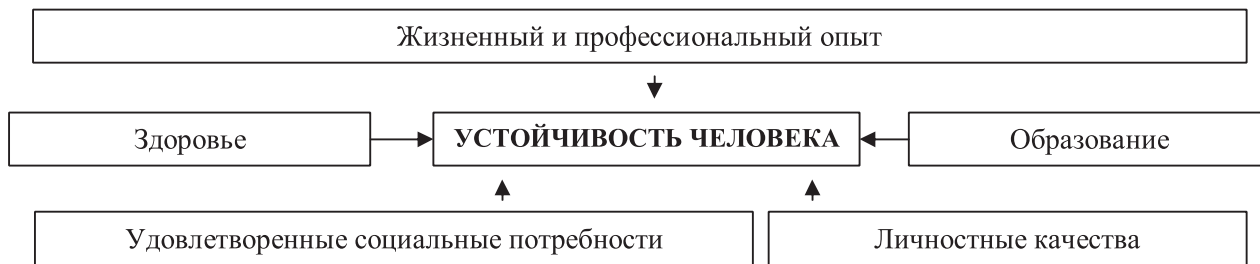 Жизненный и профессиональный опыт
Здоровье
УСТОЙЧИВОСТЬ ЧЕЛОВЕКА
Образование
Удовлетворенные социальные потребности
Личностные качества